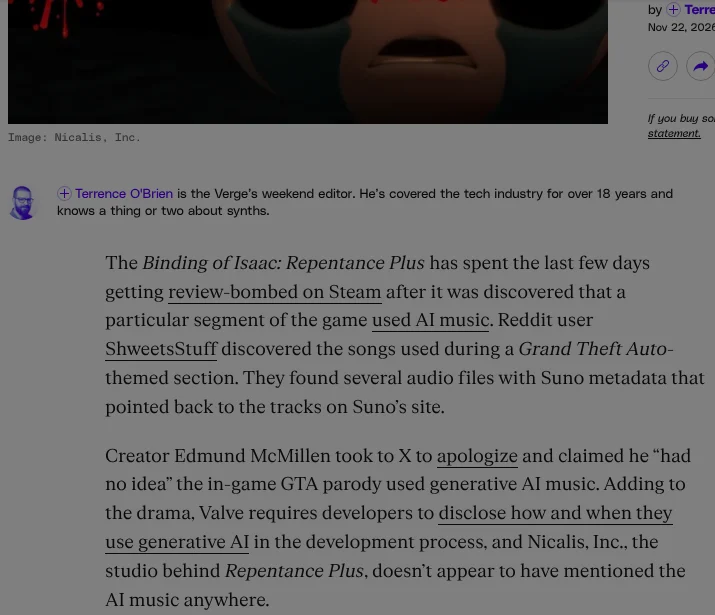 by Terre
Nov 22, 2026
If you buy so
statement.
Image: Nicalis, Inc.
Terrence O'Brien is the Verge's weekend editor. He's covered the tech industry for over 18 years and
knows a thing or two about synths.
The Binding of Isaac: Repentance Plus has spent the last few days
getting review-bombed on Steam after it was discovered that a
particular segment of the game used AI music. Reddit user
ShweetsStuff discovered the songs used during a Grand Theft Auto-
themed section. They found several audio files with Suno metadata that
pointed back to the tracks on Suno’s site.
Creator Edmund McMillen took to X to apologize and claimed he “had
no idea” the in-game GTA parody used generative AI music. Adding to
the drama, Valve requires developers to disclose how and when they
use generative AI in the development process, and Nicalis, Inc., the
studio behind Repentance Plus, doesn’t appear to have mentioned the
AI music anywhere.